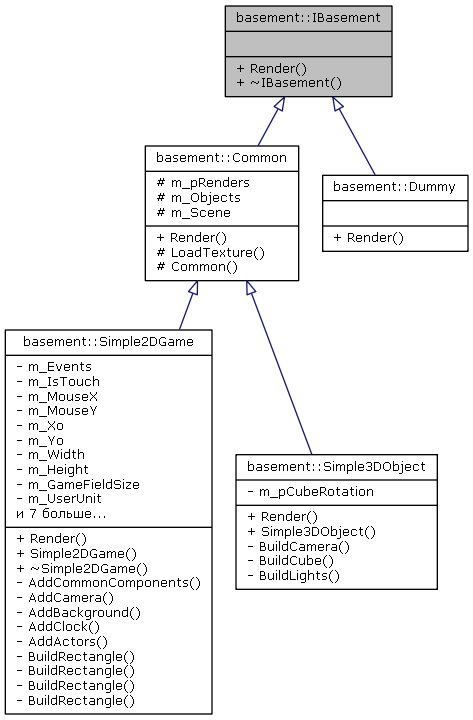 basement::IBasement
+ Render()
+ ~IBasement()
basement::Common
# m_pRenders
# m_Objects
# m_Scene
+ Render()
# LoadTexture()
# Common()
basement::Dummy
+ Render()
basement::Simple2DGame
- m_Events
- m_IsTouch
- m_MouseX
- m_MouseY
- m_Xo
- m_Yo
- m_Width
- m_Height
- m_GameFieldSize
- m_UserUnit
и 7 больше...
+ Render()
+ Simple2DGame()
+ ~Simple2DGame()
- AddCommonComponents()
- AddCamera()
- AddBackground()
- AddClock()
- AddActors()
- BuildRectangle()
- BuildRectangle()
- BuildRectangle()
- BuildRectangle()
basement::Simple3DObject
- m_pCubeRotation
+ Render()
+ Simple3DObject()
- BuildCamera()
- BuildCube()
- BuildLights()